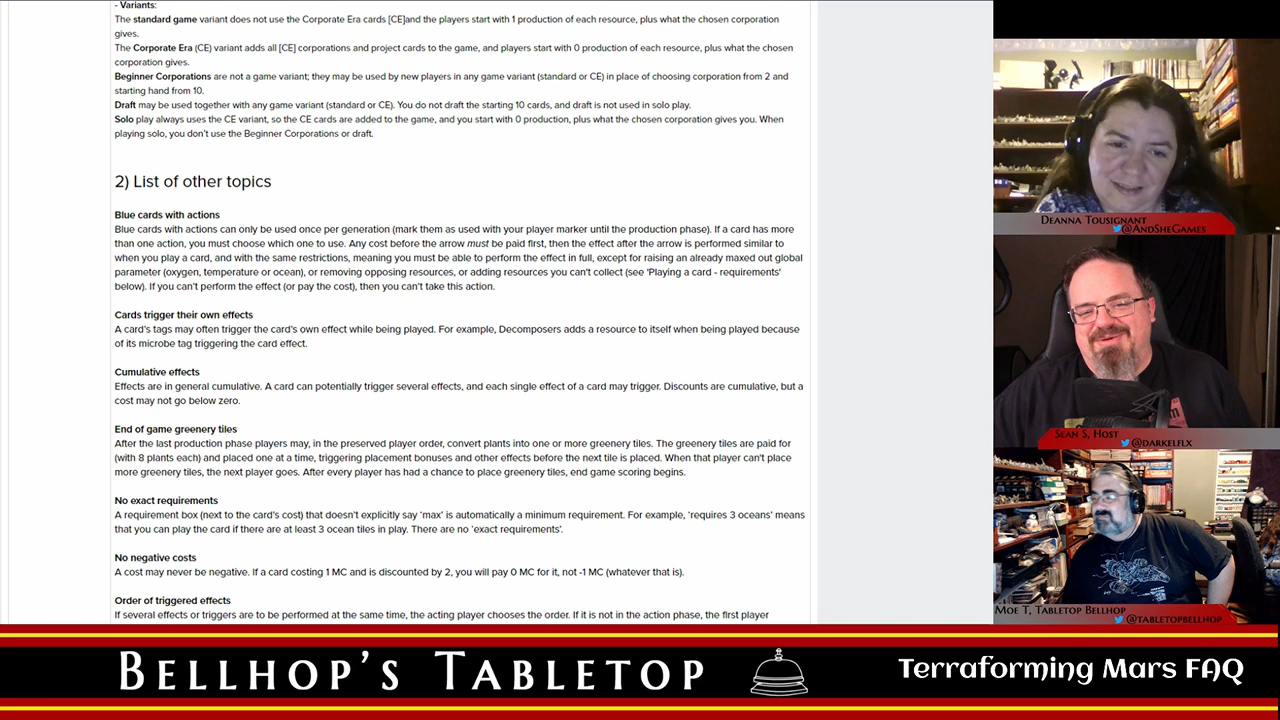 - Variants:
The standard game variant does not use the Corporate Era cards [CE]and the players start with 1 production of each resource, plus what the chosen corporation
gives.
The Corporate Era (CE) variant adds all [CE] corporations and project cards to the game, and players start with 0 production of each resource, plus what the chosen
corporation gives.
Beginner Corporations are not a game variant; they may be used by new players in any game variant (standard or CE) in place of choosing corporation from 2 and
starting hand from 10.
Draft may be used together with any game variant (standard or CE). You do not draft the starting 10 cards, and draft is not used in solo play.
Solo play always uses the CE variant, so the CE cards are added to the game, and you start with 0 production, plus what the chosen corporation gives you. When
playing solo, you don't use the Beginner Corporations or draft.
2) List of other topics
Blue cards with actions
Blue cards with actions can only be used once per generation (mark them as used with your player marker until the production phase). If a card has more
than one action, you must choose which one to use. Any cost before the arrow must be paid first, then the effect after the arrow is performed similar to
when you play a card, and with the same restrictions, meaning you must be able to perform the effect in full, except for raising an already maxed out global
parameter (oxygen, temperature or ocean), or removing opposing resources, or adding resources you can't collect (see 'Playing a card - requirements'
below). If you can't perform the effect (or pay the cost), then you can't take this action.
Cards trigger their own effects
A card's tags may often trigger the card's own effect while being played. For example, Decomposers adds a resource to itself when being played because
of its microbe tag triggering the card effect.
Cumulative effects
Effects are in general cumulative. A card can potentially trigger several effects, and each single effect of a card may trigger. Discounts are cumulative, but a
cost may not go below zero.
End of game greenery tiles
After the last production phase players may, in the preserved player order, convert plants into one or more greenery tiles. The greenery tiles are paid for
(with 8 plants each) and placed one at a time, triggering placement bonuses and other effects before the next tile is placed. When that player can't place
more greenery tiles, the next player goes. After every player has had a chance to place greenery tiles, end game scoring begins.
No exact requirements
A requirement box (next to the card's cost) that doesn't explicitly say 'max' is automatically a minimum requirement. For example, 'requires 3 oceans' means
that you can play the card if there are at least 3 ocean tiles in play. There are no 'exact requirements'.
No negative costs
A cost may never be negative. If a card costing 1 MC and is discounted by 2, you will pay 0 MC for it, not -1 MC (whatever that is).
Order of triggered effects
If several effects or triggers are to be performed at the same time, the acting player chooses the order. If it is not in the action phase, the first player
Deanna Tousignant
@AndSheGames
Sean S, Host
@darkelflx
Moe T, Tabletop Bellhop
@tabletopbellhop
Bellhop's Tabletop
Terraforming Mars FAQ